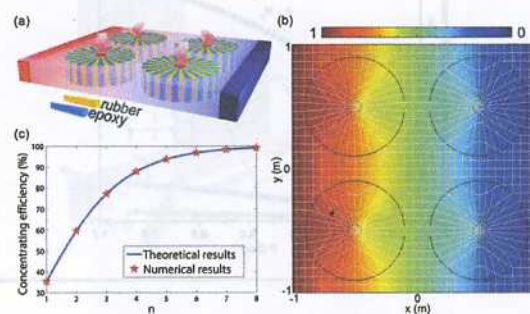 (a)
rubber
epoxy
(b)
1 0
1
0
-1
y (m)
-1 0 1
x (m)
(c)
100
90
80
70
60
50
40
30
Concentrating efficiency (%)
Theoretical results
Numerical results
1 2 3 4 5 6 7 8
n